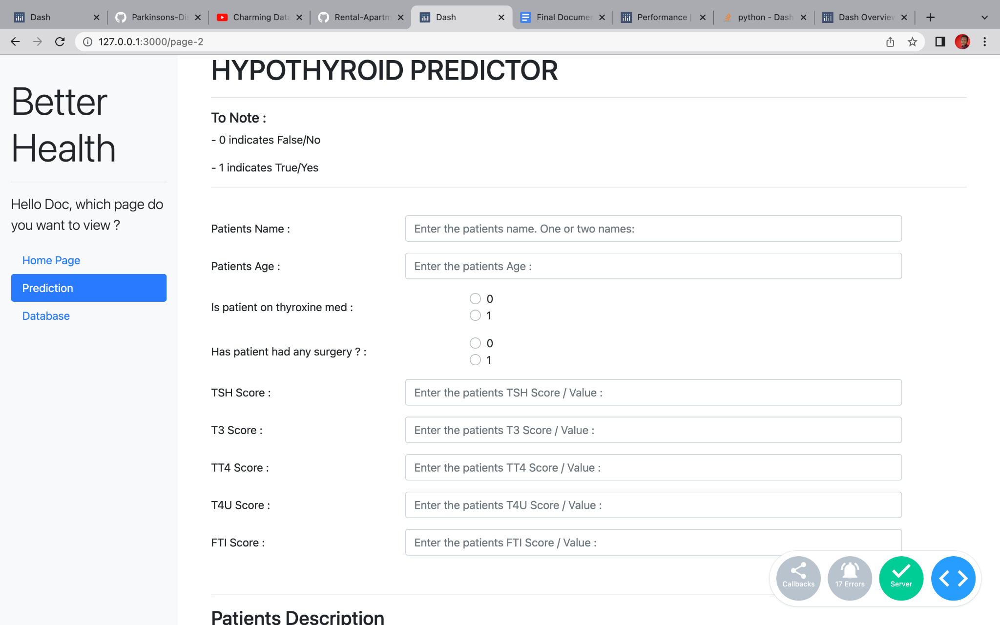 Dash
Parkinsons-Dis
Charming Data
Rental-Apartm
Dash
Final Documen
Performance |
python - Dash
Dash Overview
127.0.0.1:3000/page-2
Better
Health
Hello Doc, which page do
you want to view ?
Home Page
Prediction
Database
HYPOTHYROID PREDICTOR
To Note :
- 0 indicates False/No
- 1 indicates True/Yes
Patients Name :
Enter the patients name. One or two names:
Patients Age :
Enter the patients Age :
Is patient on thyroxine med :
0
1
Has patient had any surgery ? :
0
1
TSH Score :
Enter the patients TSH Score / Value :
T3 Score :
Enter the patients T3 Score / Value :
TT4 Score :
Enter the patients TT4 Score / Value :
T4U Score :
Enter the patients T4U Score / Value :
FTI Score :
Enter the patients FTI Score / Value :
Callbacks
17 Errors
Server
Patients Description